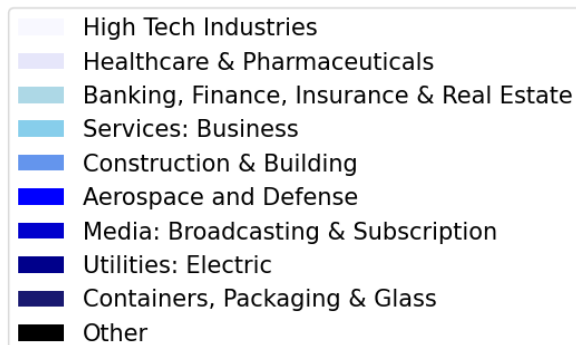 High Tech Industries
Healthcare & Pharmaceuticals
Banking, Finance, Insurance & Real Estate
Services: Business
Construction & Building
Aerospace and Defense
Media: Broadcasting & Subscription
Utilities: Electric
Containers, Packaging & Glass
Other